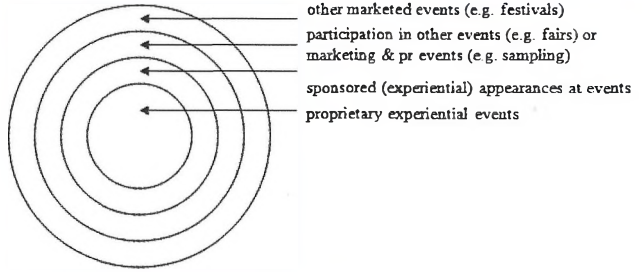 other marketed events (e.g. festivals)
participation in other events (e.g. fairs) or
marketing & pr events (e.g. sampling)
sponsored (experiential) appearances at events
proprietary experiential events